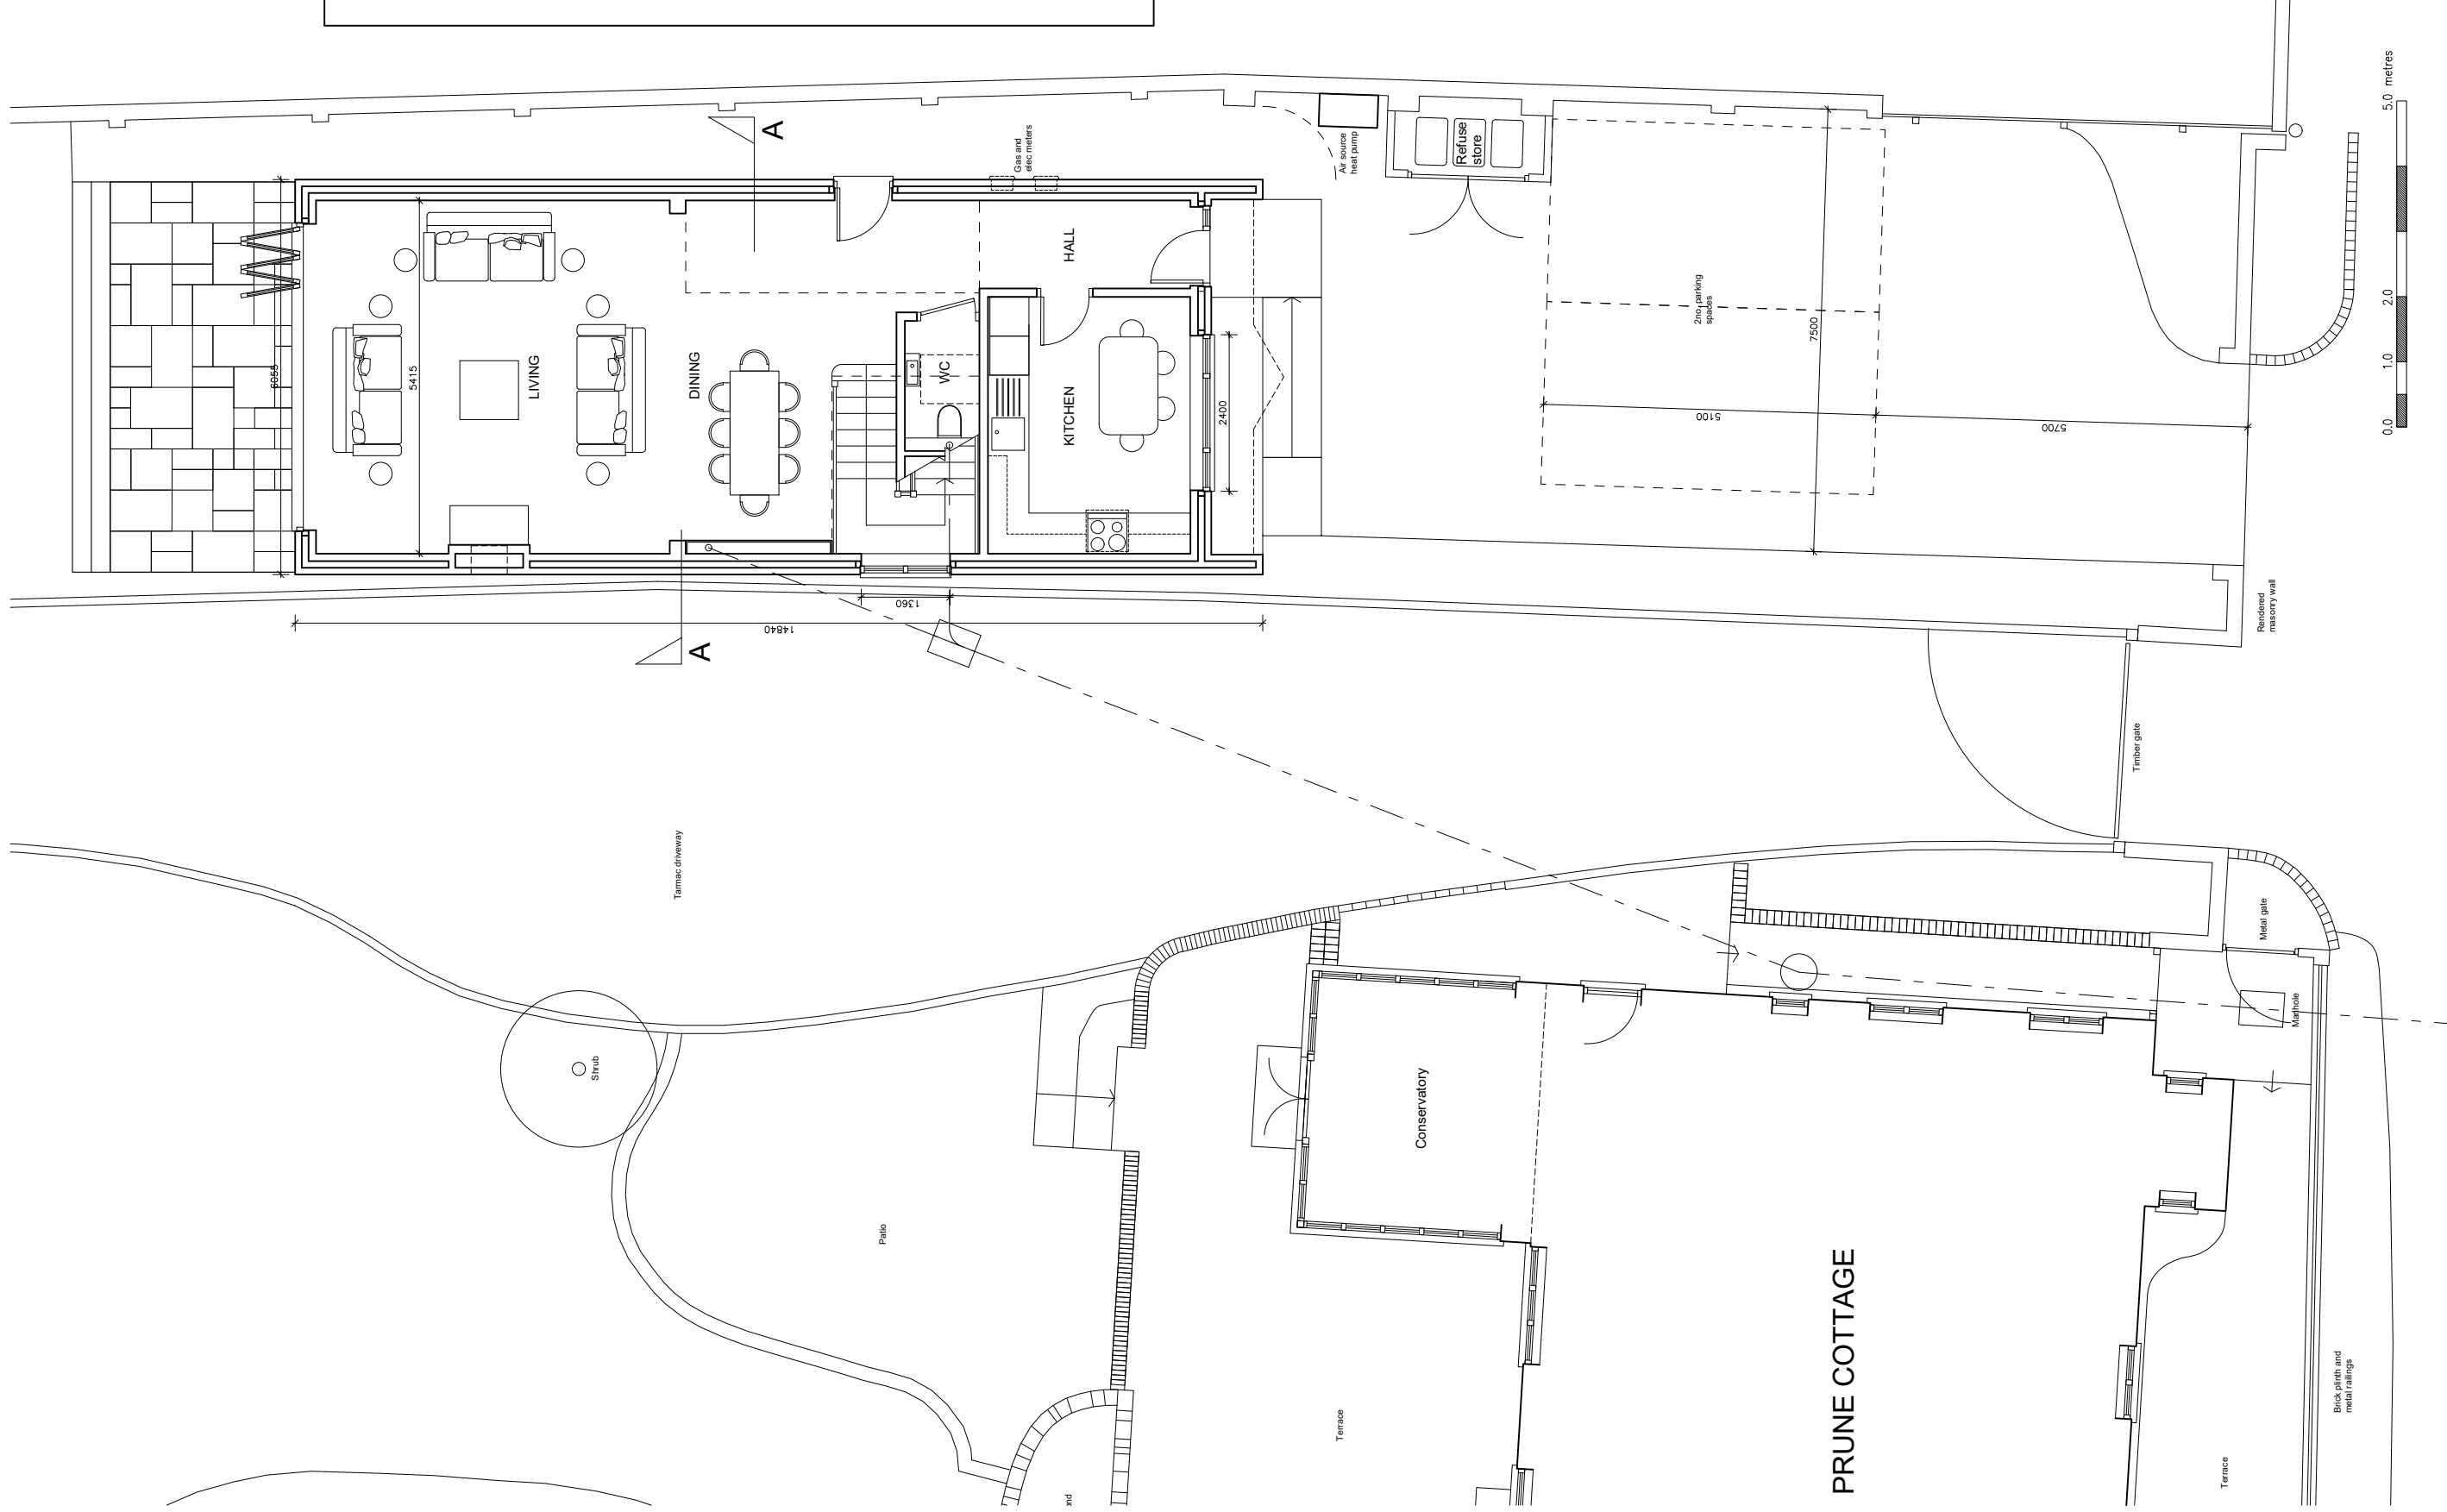 A
Gas and
elec meters
Air source
heat pump
Refuse
store
5.0 metres
2.0
1.0
0.0
HALL
2no. parking
spaces
7500
6055
5415
LIVING
DINING
WC
KITCHEN
2400
5100
5700
1360
14840
A
Rendered
masonry wall
Timber gate
Tarmac driveway
Metal gate
Manhole
Shrub
Conservatory
Patio
PRUNE COTTAGE
Terrace
Brick plinth and
metal railings
Terrace